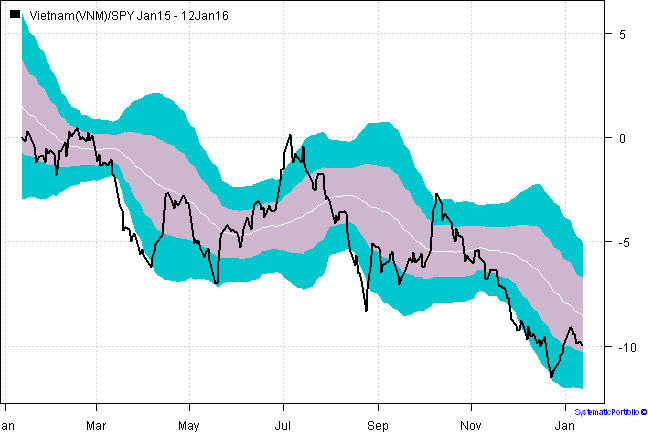 Vietnam(VNM)/SPY Jan15 - 12Jan16
5
0
-5
-10
an Mar May Jul Sep Nov Jan
SystematicPortfolio ©